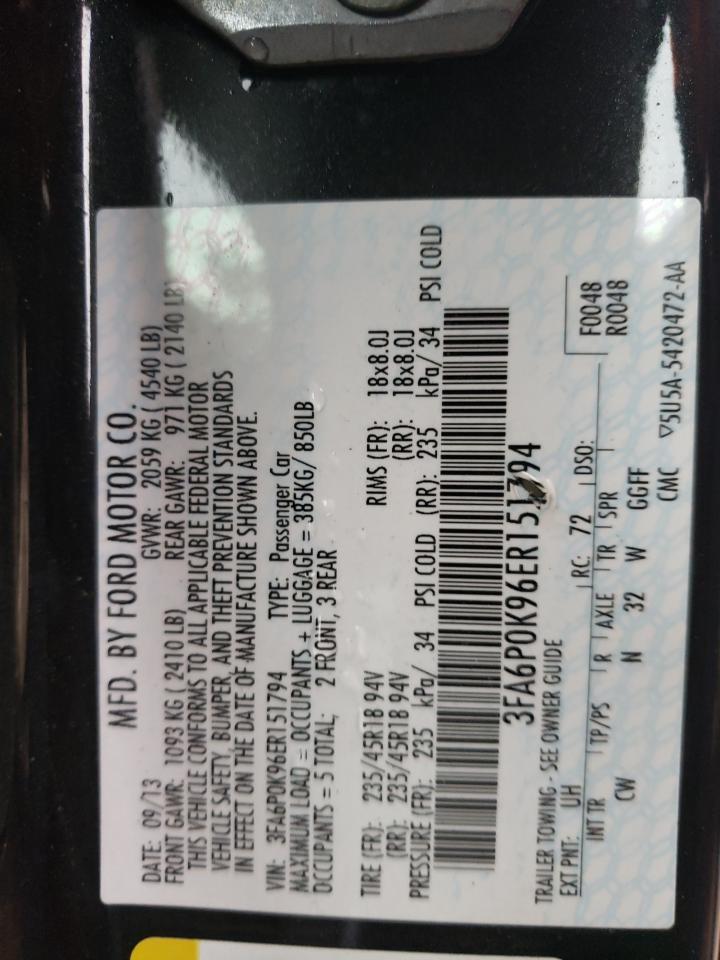 MFD. BY FORD MOTOR CO.
DATE: 09/13 GVWR: 2059 KG ( 4540 LB)
FRONT GAWR: 1093 KG ( 2410 LB) REAR GAWR: 971 KG ( 2140 LB)
THIS VEHICLE CONFORMS TO ALL APPLICABLE FEDERAL MOTOR
VEHICLE SAFETY, BUMPER, AND THEFT PREVENTION STANDARDS
IN EFFECT ON THE DATE OF MANUFACTURE SHOWN ABOVE.
VIN: 3FA6P0K96ER151794 TYPE: Passenger Car
MAXIMUM LOAD = OCCUPANTS + LUGGAGE = 385KG/ 850LB
OCCUPANTS = 5 TOTAL; 2 FRONT, 3 REAR
TIRE (FR): 235/45R18 94V RIMS (FR): 18x8.0J
(RR): 235/45R18 94V (RR): 18x8.0J
PRESSURE (FR): 235 kPa/ 34 PSI COLD (RR): 235 kPa/ 34 PSI COLD
3FA6P0K96ER151794
TRAILER TOWING - SEE OWNER GUIDE
EXT PNT: UH RC: 72 DSO: F0048
R0048
INT TR TP/PS R AXLE TR SPR
CW N 32 W GGFF
CMC ▽5U5A-5420472-AA